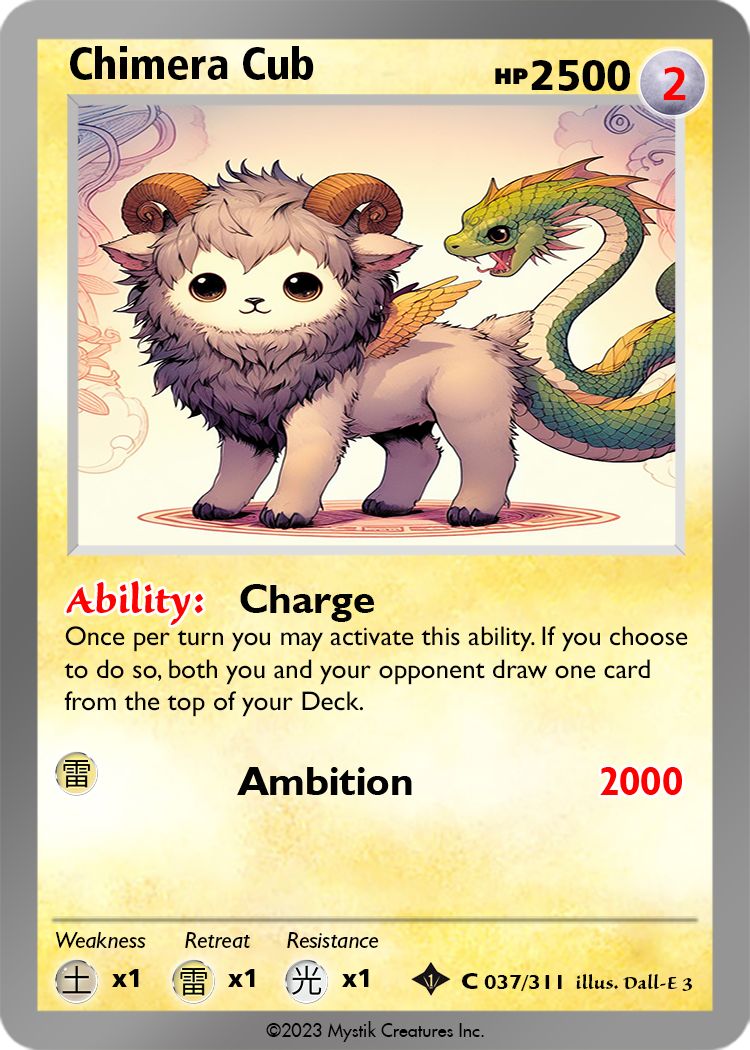 Chimera Cub HP2500 2
Ability: Charge
Once per turn you may activate this ability. If you choose
to do so, both you and your opponent draw one card
from the top of your Deck.
雷 Ambition 2000
Weakness Retreat Resistance
土 x1 雷 x1 光 x1 1 C 037/311 illus. Dall-E 3
©2023 Mystik Creatures Inc.